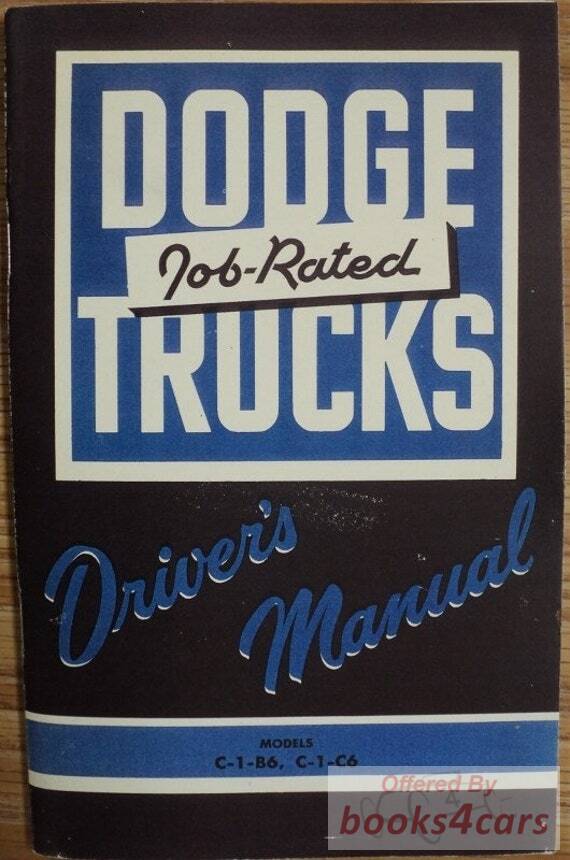 DODGE
Job-Rated
TRUCKS
Driver's
Manual
MODELS
C-1-B6, C-1-C6
Offered By
books4cars